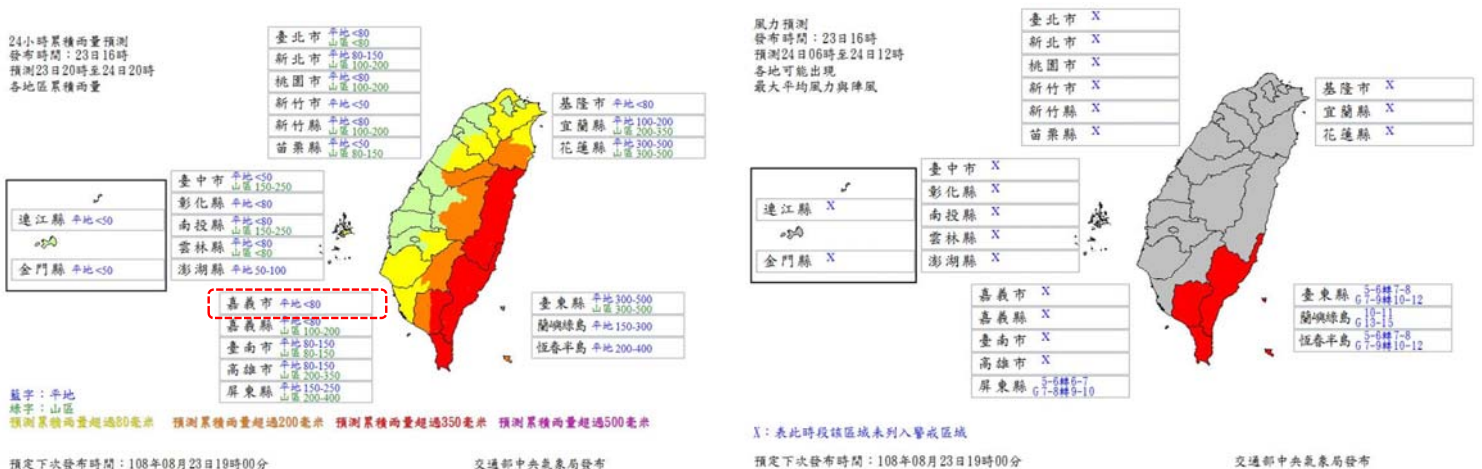 24小時累積雨量預測
發布時間：23日16時
預測23日20時至24日20時
各地區累積雨量
臺北市 平地<80 山區<80
新北市 平地80-150 山區100-200
桃園市 平地<80 山區100-200
新竹市 平地<50
新竹縣 平地<80 山區100-200
苗栗縣 平地<50 山區80-150
基隆市 平地<80
宜蘭縣 平地100-200 山區200-350
花蓮縣 平地300-500 山區300-500
臺中市 平地<50 山區150-250
彰化縣 平地<80
南投縣 平地<80 山區150-250
雲林縣 平地<80 山區<80
澎湖縣 平地50-100
連江縣 平地<50
金門縣 平地<50
嘉義市 平地<80
嘉義縣 平地<80 山區100-200
臺南市 平地80-150 山區80-150
高雄市 平地80-150 山區200-350
屏東縣 平地150-250 山區200-400
臺東縣 平地300-500 山區300-500
蘭嶼綠島 平地150-300
恆春半島 平地200-400
藍字：平地
綠字：山區
預測累積雨量超過80毫米 預測累積雨量超過200毫米 預測累積雨量超過350毫米 預測累積雨量超過500毫米
預定下次發布時間：108年08月23日19時00分 交通部中央氣象局發布
風力預測
發布時間：23日16時
預測24日06時至24日12時
各地可能出現
最大平均風力與陣風
臺北市 X
新北市 X
桃園市 X
新竹市 X
新竹縣 X
苗栗縣 X
基隆市 X
宜蘭縣 X
花蓮縣 X
臺中市 X
彰化縣 X
南投縣 X
雲林縣 X
澎湖縣 X
連江縣 X
金門縣 X
嘉義市 X
嘉義縣 X
臺南市 X
高雄市 X
屏東縣 5-6轉6-7 G7-8轉9-10
臺東縣 5-6轉7-8 G7-9轉10-12
蘭嶼綠島 10-11 G13-15
恆春半島 5-6轉7-8 G7-9轉10-12
X：表此時段該區域未列入警戒區域
預定下次發布時間：108年08月23日19時00分 交通部中央氣象局發布